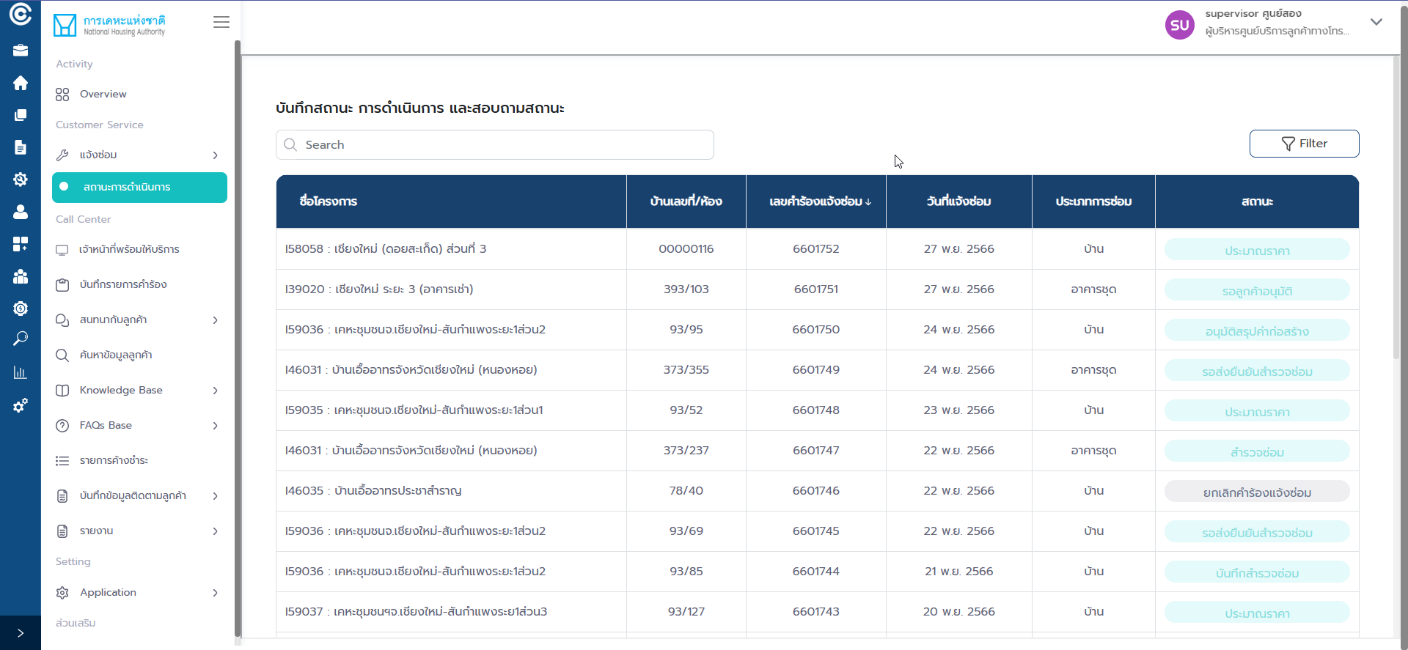 การเคหะแห่งชาติ
National Housing Authority
supervisor ศูนย์สอง
SU
ผู้บริหารศูนย์บริการลูกค้าทางโทร...
Activity
Overview
Customer Service
แจ้งซ่อม
สถานะการดำเนินการ
Call Center
เจ้าหน้าที่พร้อมให้บริการ
บันทึกรายการคำร้อง
สนทนากับลูกค้า
ค้นหาข้อมูลลูกค้า
Knowledge Base
FAQs Base
รายการค้างชำระ
บันทึกข้อมูลติดตามลูกค้า
รายงาน
Setting
Application
ส่วนเสริม
บันทึกสถานะ การดำเนินการ และสอบถามสถานะ
Search
Filter
ชื่อโครงการ บ้านเลขที่/ห้อง เลขคำร้องแจ้งซ่อม ↓ วันที่แจ้งซ่อม ประเภทการซ่อม สถานะ
I58058 : เชียงใหม่ (ดอยสะเก็ด) ส่วนที่ 3 00000116 6601752 27 พ.ย. 2566 บ้าน ประมาณราคา
I39020 : เชียงใหม่ ระยะ 3 (อาคารเช่า) 393/103 6601751 27 พ.ย. 2566 อาคารชุด รอลูกค้าอนุมัติ
I59036 : เคหะชุมชนจ.เชียงใหม่-สันกำแพงระยะ1ส่วน2 93/95 6601750 24 พ.ย. 2566 บ้าน อนุมัติสรุปค่าก่อสร้าง
I46031 : บ้านเอื้ออาทรจังหวัดเชียงใหม่ (หนองหอย) 373/355 6601749 24 พ.ย. 2566 อาคารชุด รอส่งยืนยันสำรวจซ่อม
I59035 : เคหะชุมชนจ.เชียงใหม่-สันกำแพงระยะ1ส่วน1 93/52 6601748 23 พ.ย. 2566 บ้าน ประมาณราคา
I46031 : บ้านเอื้ออาทรจังหวัดเชียงใหม่ (หนองหอย) 373/237 6601747 22 พ.ย. 2566 อาคารชุด สำรวจซ่อม
I46035 : บ้านเอื้ออาทรประชาสำราญ 78/40 6601746 22 พ.ย. 2566 บ้าน ยกเลิกคำร้องแจ้งซ่อม
I59036 : เคหะชุมชนจ.เชียงใหม่-สันกำแพงระยะ1ส่วน2 93/69 6601745 22 พ.ย. 2566 บ้าน รอส่งยืนยันสำรวจซ่อม
I59036 : เคหะชุมชนจ.เชียงใหม่-สันกำแพงระยะ1ส่วน2 93/85 6601744 21 พ.ย. 2566 บ้าน บันทึกสำรวจซ่อม
I59037 : เคหะชุมชนฯจ.เชียงใหม่-สันกำแพงระย1ส่วน3 93/127 6601743 20 พ.ย. 2566 บ้าน ประมาณราคา